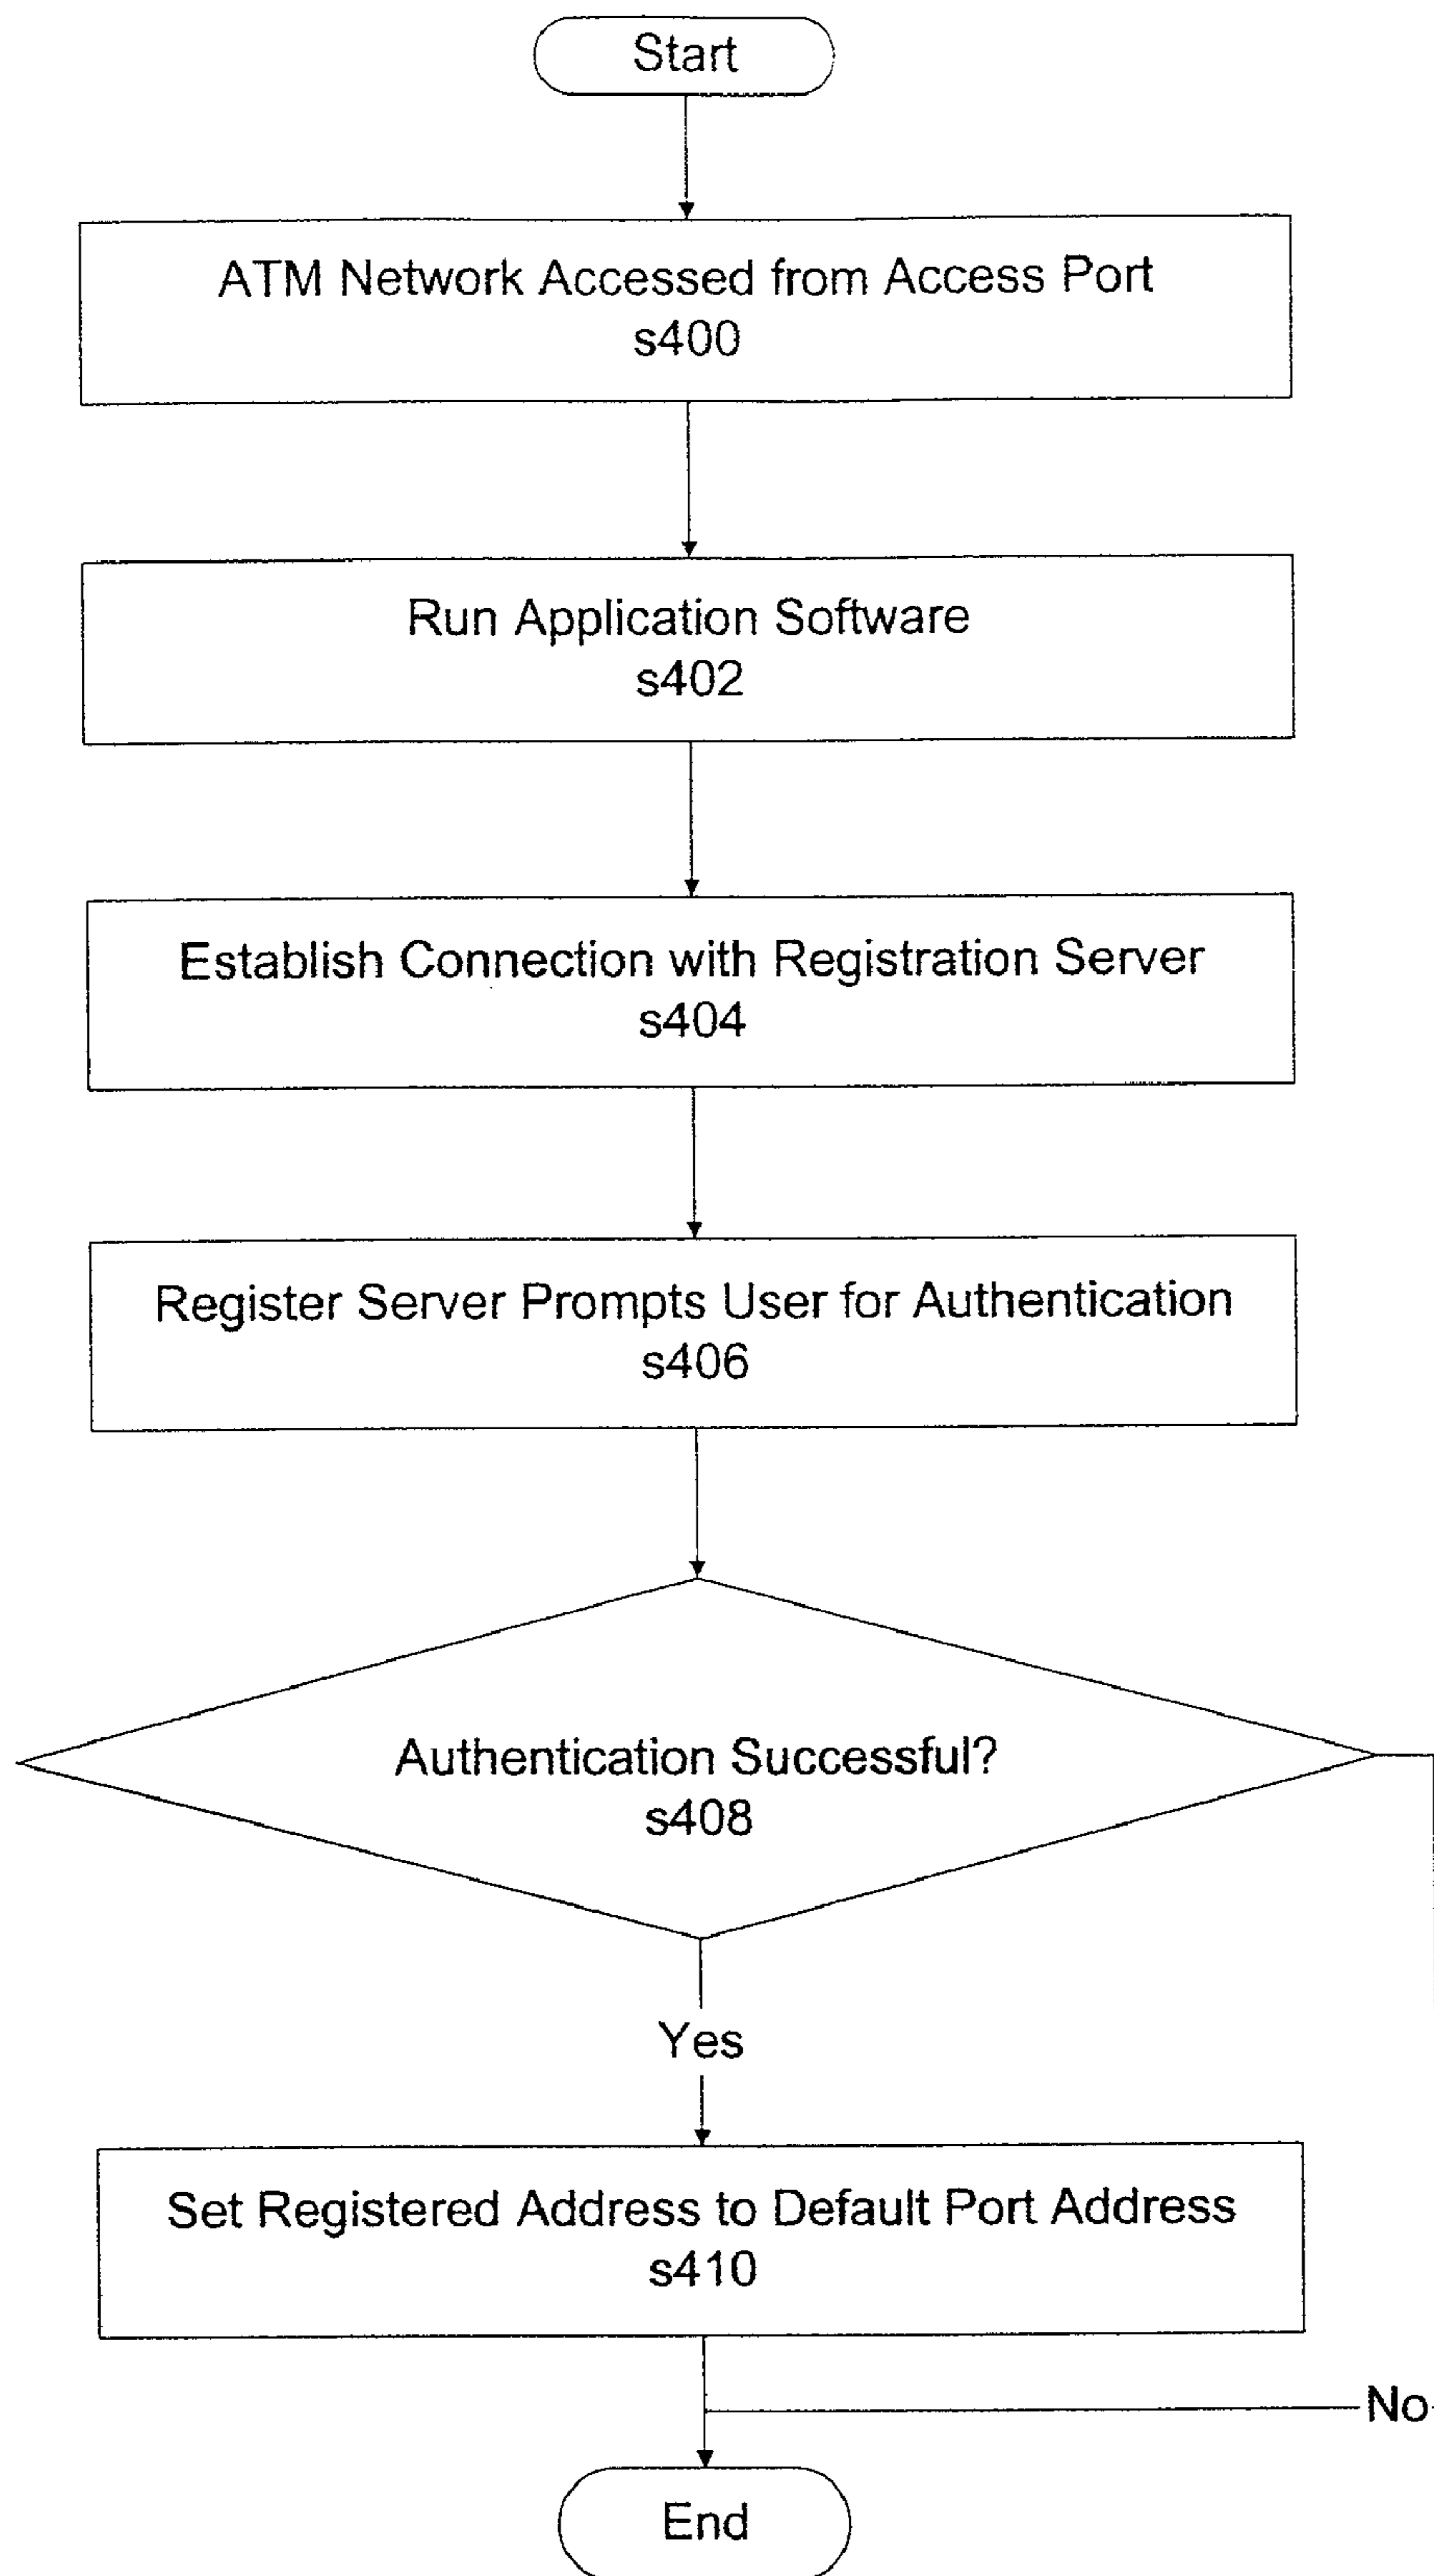 Start
ATM Network Accessed from Access Port
s400
Run Application Software
s402
Establish Connection with Registration Server
s404
Register Server Prompts User for Authentication
s406
Authentication Successful?
s408
Yes
Set Registered Address to Default Port Address
s410
No
End